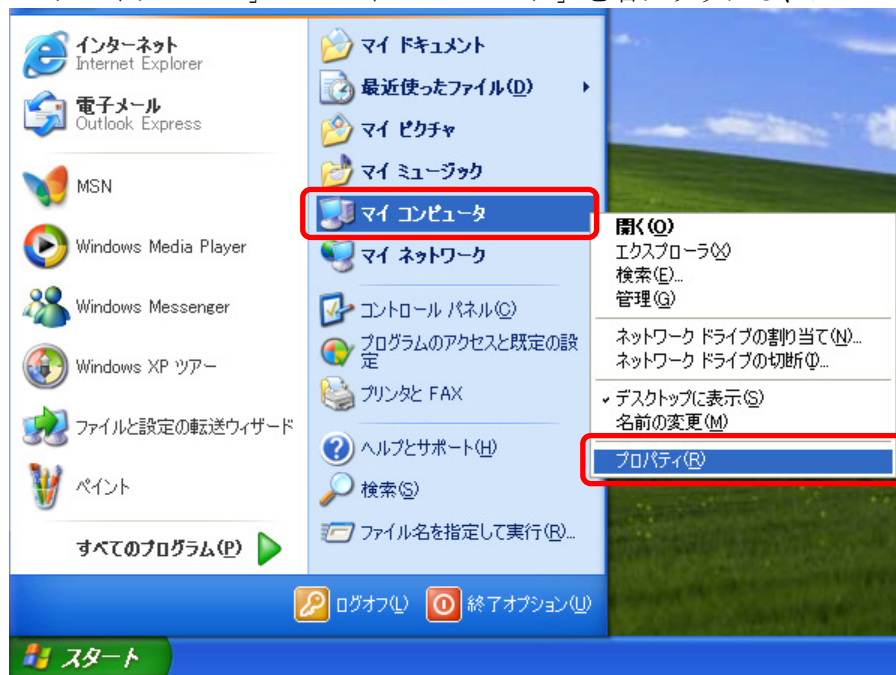 インターネット
Internet Explorer
電子メール
Outlook Express
MSN
Windows Media Player
Windows Messenger
Windows XP ツアー
ファイルと設定の転送ウィザード
ペイント
すべてのプログラム(P)
マイ ドキュメント
最近使ったファイル(D)
マイ ピクチャ
マイ ミュージック
マイ コンピュータ
マイ ネットワーク
コントロール パネル(C)
プログラムのアクセスと既定の設
定
プリンタと FAX
ヘルプとサポート(H)
検索(S)
ファイル名を指定して実行(R)...
開く(O)
エクスプローラ(X)
検索(E)...
管理(G)
ネットワーク ドライブの割り当て(N)...
ネットワーク ドライブの切断(I)...
デスクトップに表示(S)
名前の変更(M)
プロパティ(R)
ログオフ(L)
終了オプション(U)
スタート